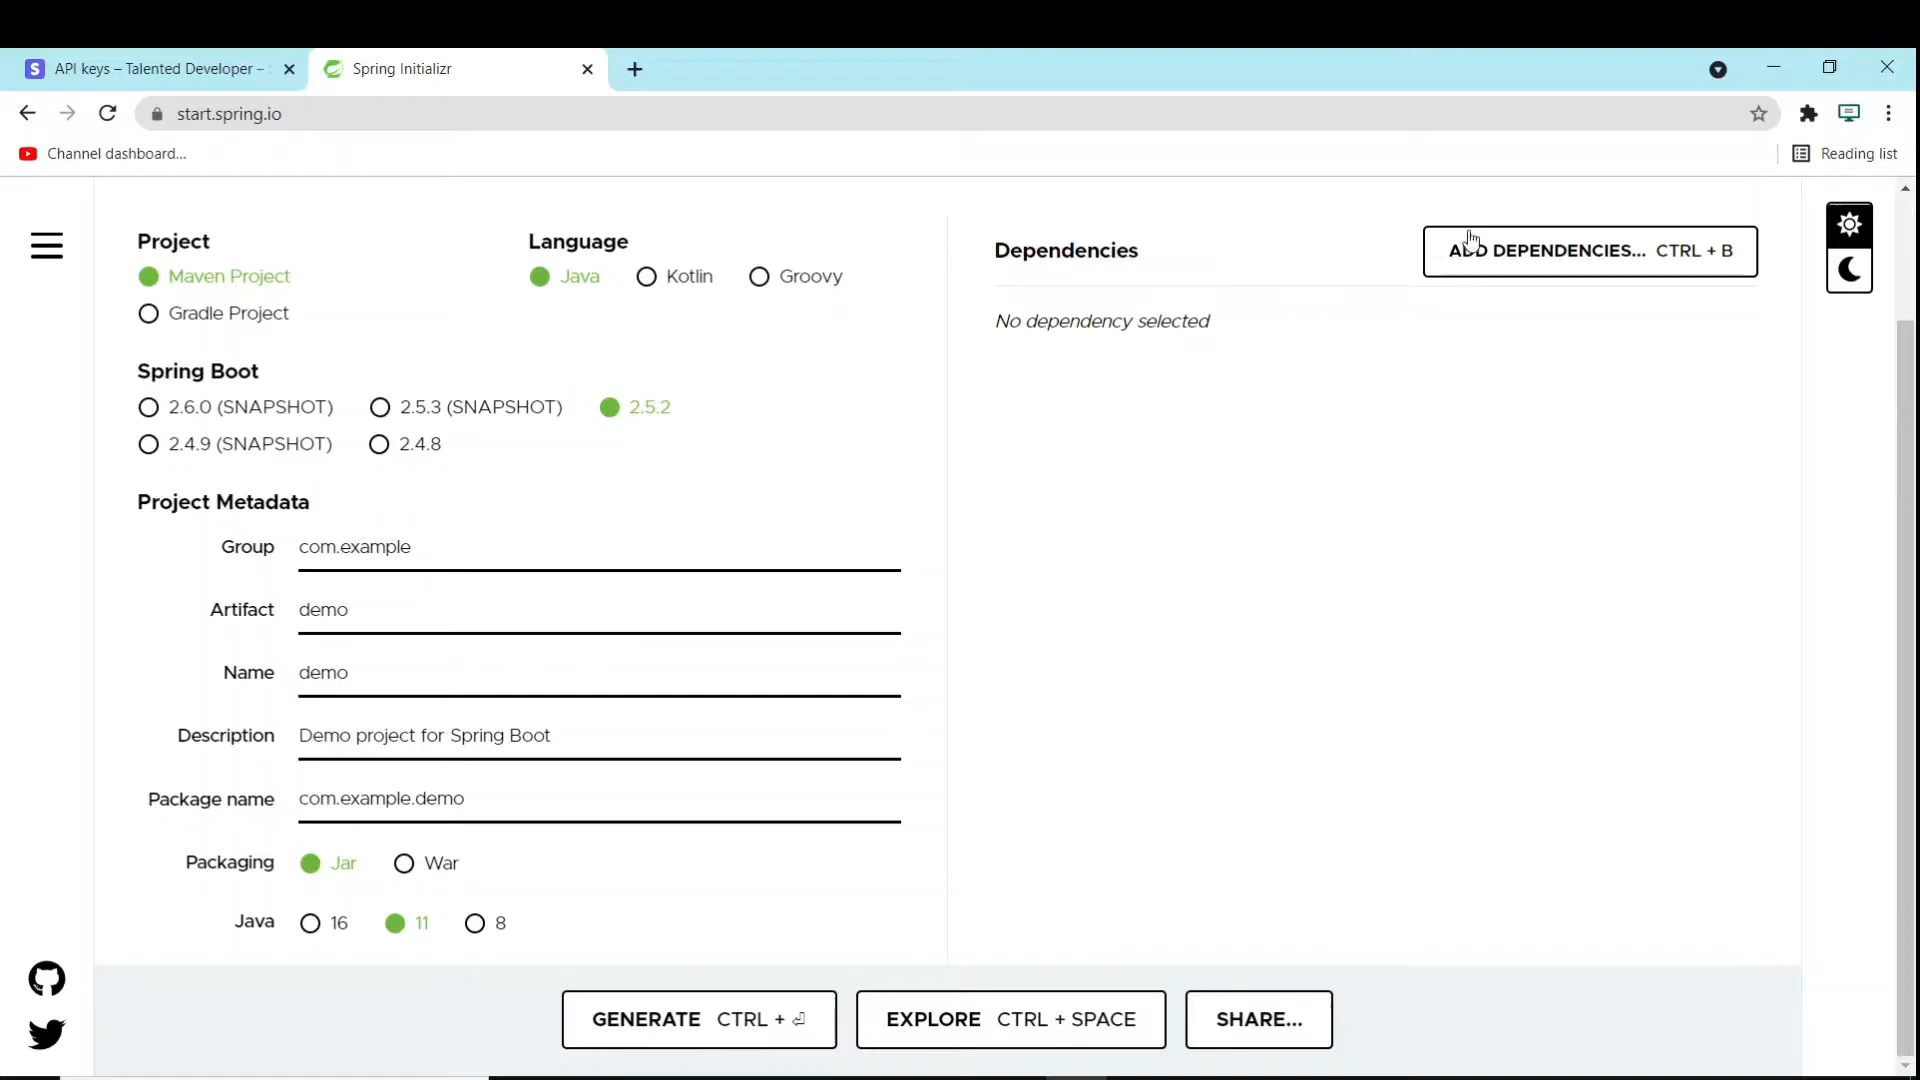 API keys – Talented Developer –
Spring Initializr
start.spring.io
Channel dashboard...
Reading list
Project
Language
Dependencies
ADD DEPENDENCIES... CTRL + B
Maven Project
Java
Kotlin
Groovy
Gradle Project
No dependency selected
Spring Boot
2.6.0 (SNAPSHOT)
2.5.3 (SNAPSHOT)
2.5.2
2.4.9 (SNAPSHOT)
2.4.8
Project Metadata
Group com.example
Artifact demo
Name demo
Description Demo project for Spring Boot
Package name com.example.demo
Packaging Jar War
Java 16 11 8
GENERATE CTRL + ⏎
EXPLORE CTRL + SPACE
SHARE...